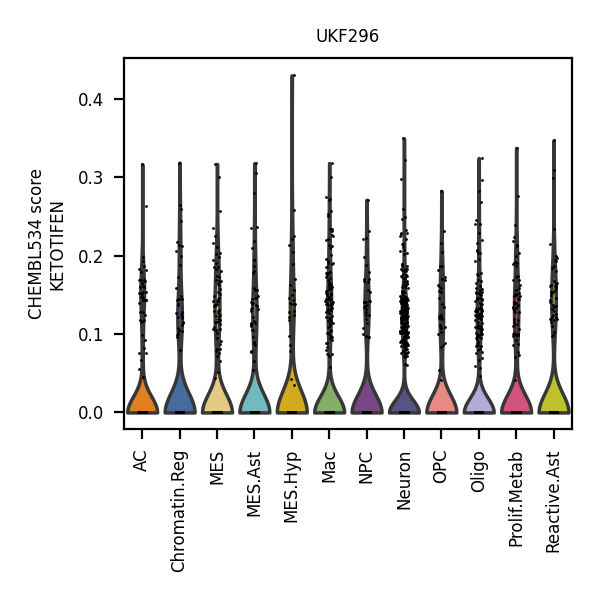 UKF296
CHEMBL534 score
KETOTIFEN
0.4
0.3
0.2
0.1
0.0
AC
Chromatin.Reg
MES
MES.Ast
MES.Hyp
Mac
NPC
Neuron
OPC
Oligo
Prolif.Metab
Reactive.Ast